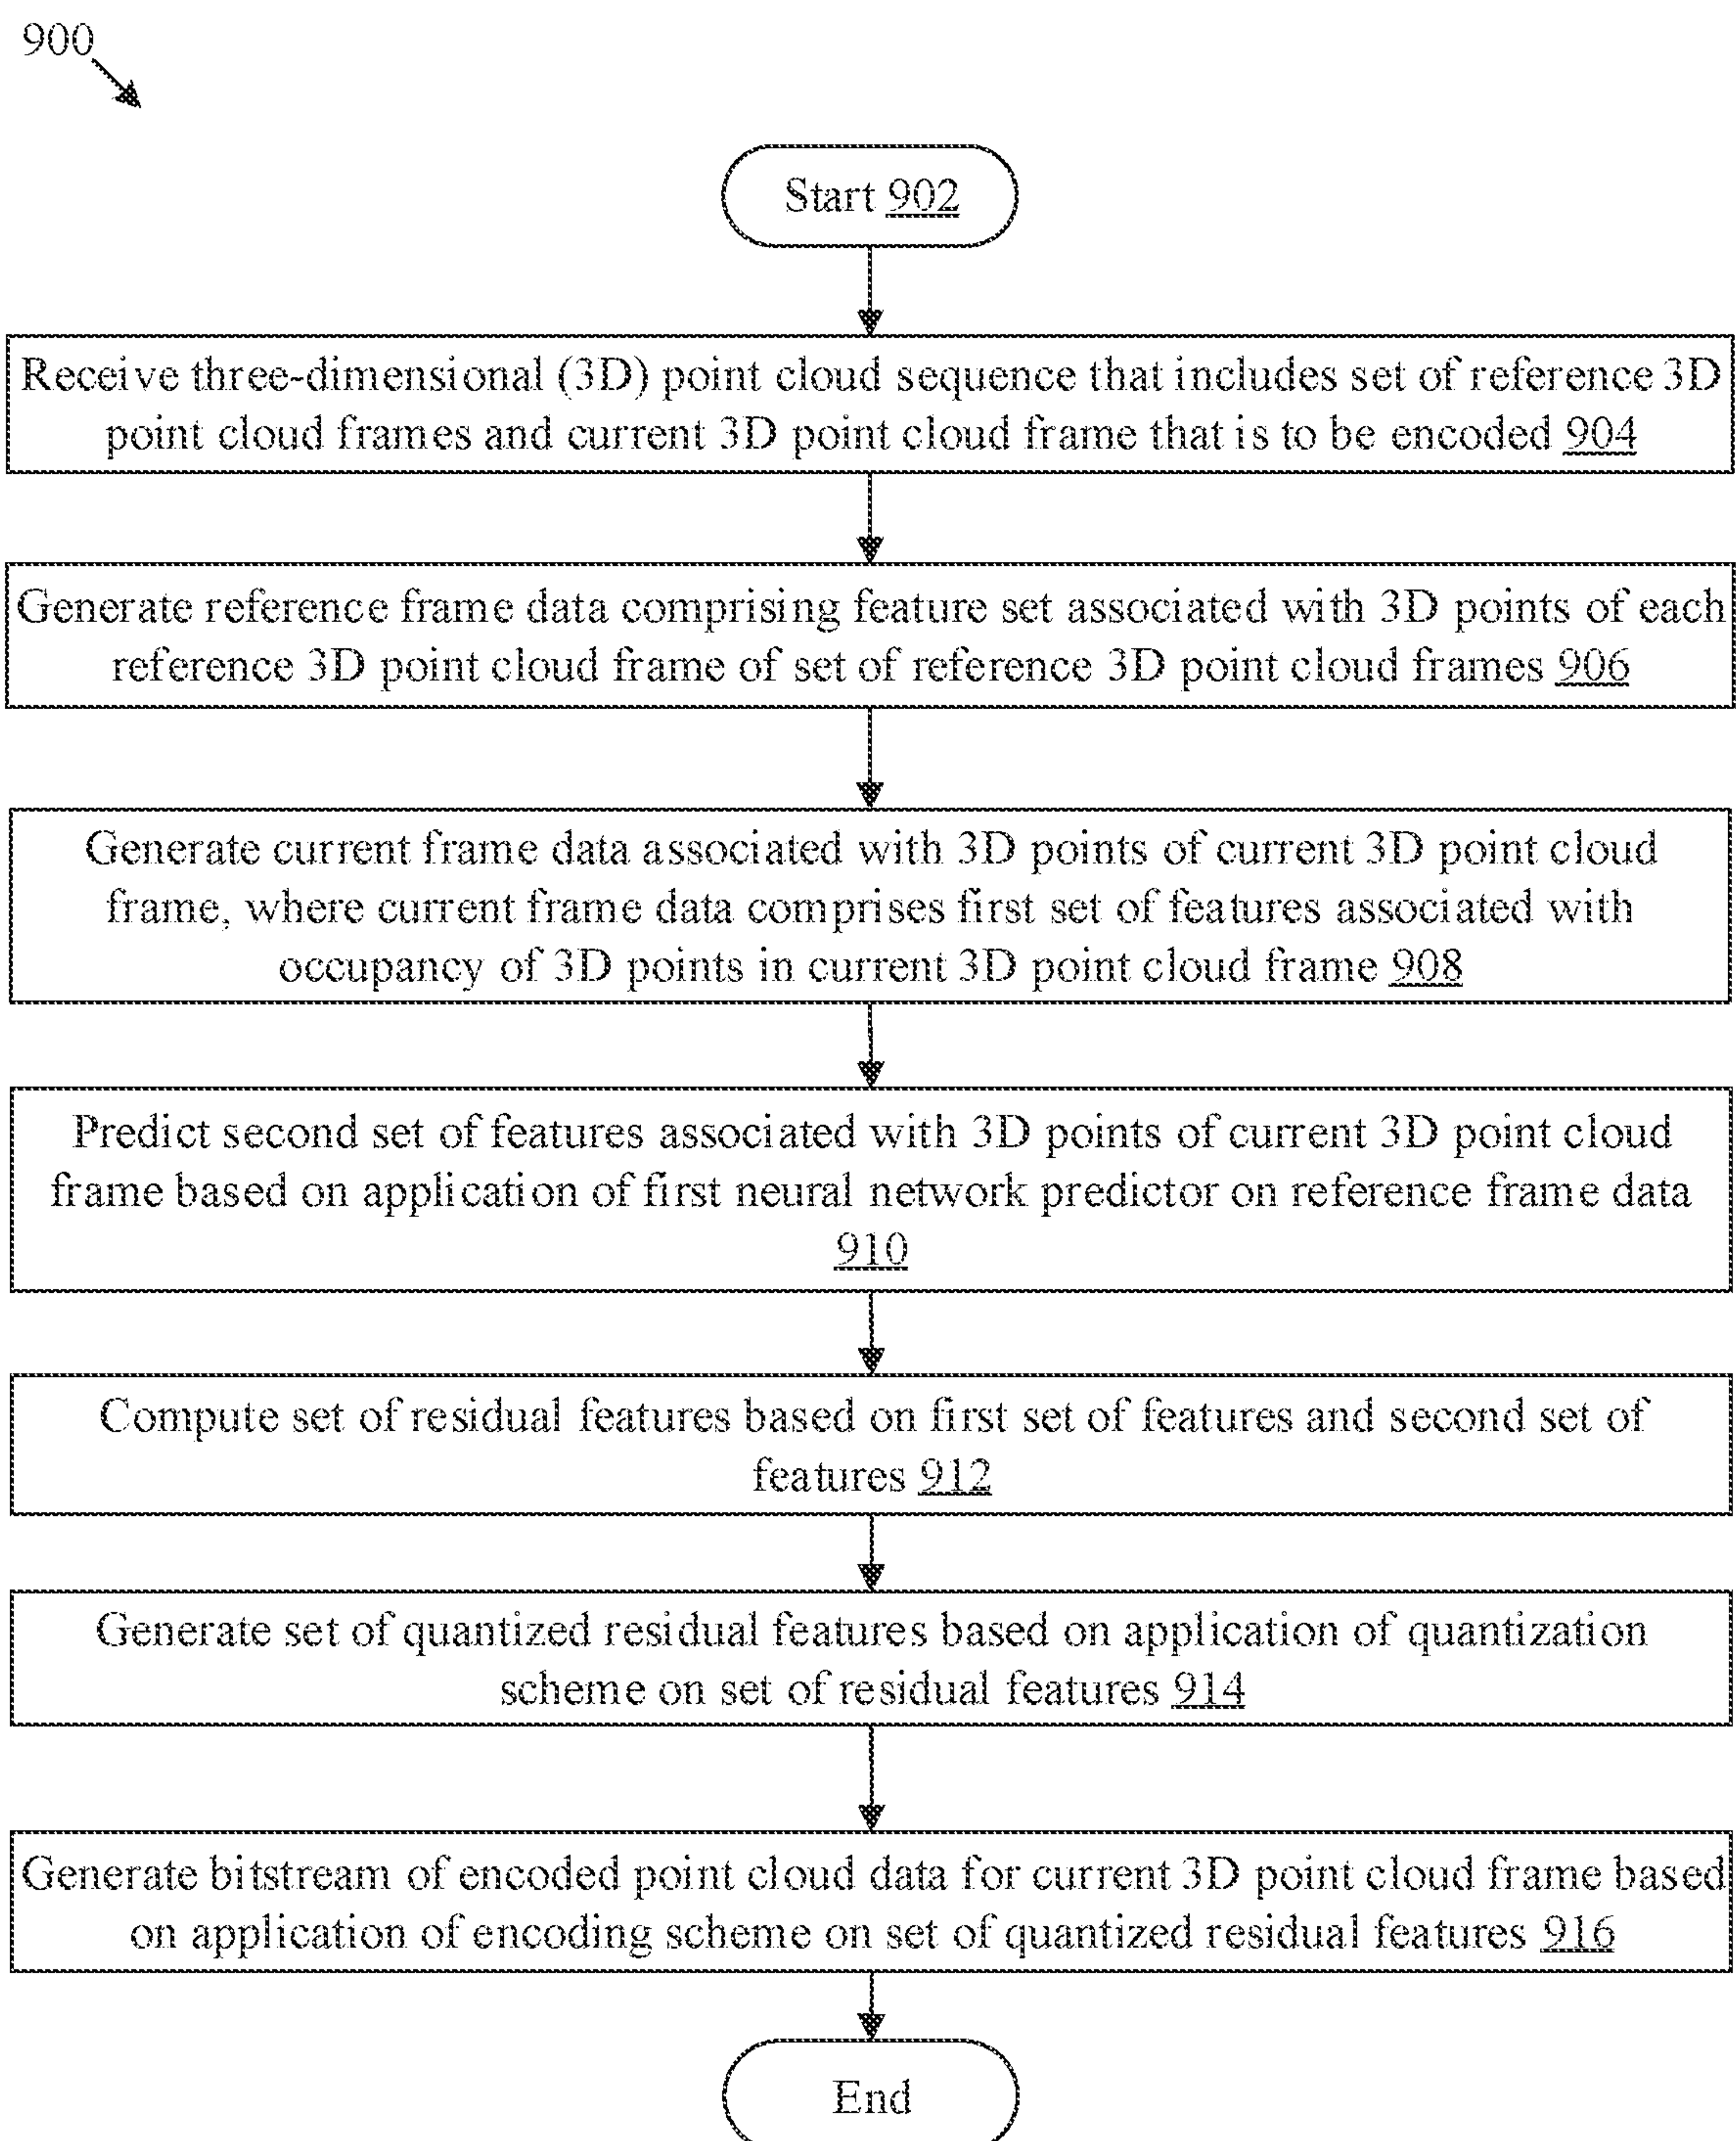 900
Start 902
Receive three-dimensional (3D) point cloud sequence that includes set of reference 3D
point cloud frames and current 3D point cloud frame that is to be encoded 904
Generate reference frame data comprising feature set associated with 3D points of each
reference 3D point cloud frame of set of reference 3D point cloud frames 906
Generate current frame data associated with 3D points of current 3D point cloud
frame, where current frame data comprises first set of features associated with
occupancy of 3D points in current 3D point cloud frame 908
Predict second set of features associated with 3D points of current 3D point cloud
frame based on application of first neural network predictor on reference frame data
910
Compute set of residual features based on first set of features and second set of
features 912
Generate set of quantized residual features based on application of quantization
scheme on set of residual features 914
Generate bitstream of encoded point cloud data for current 3D point cloud frame based
on application of encoding scheme on set of quantized residual features 916
End